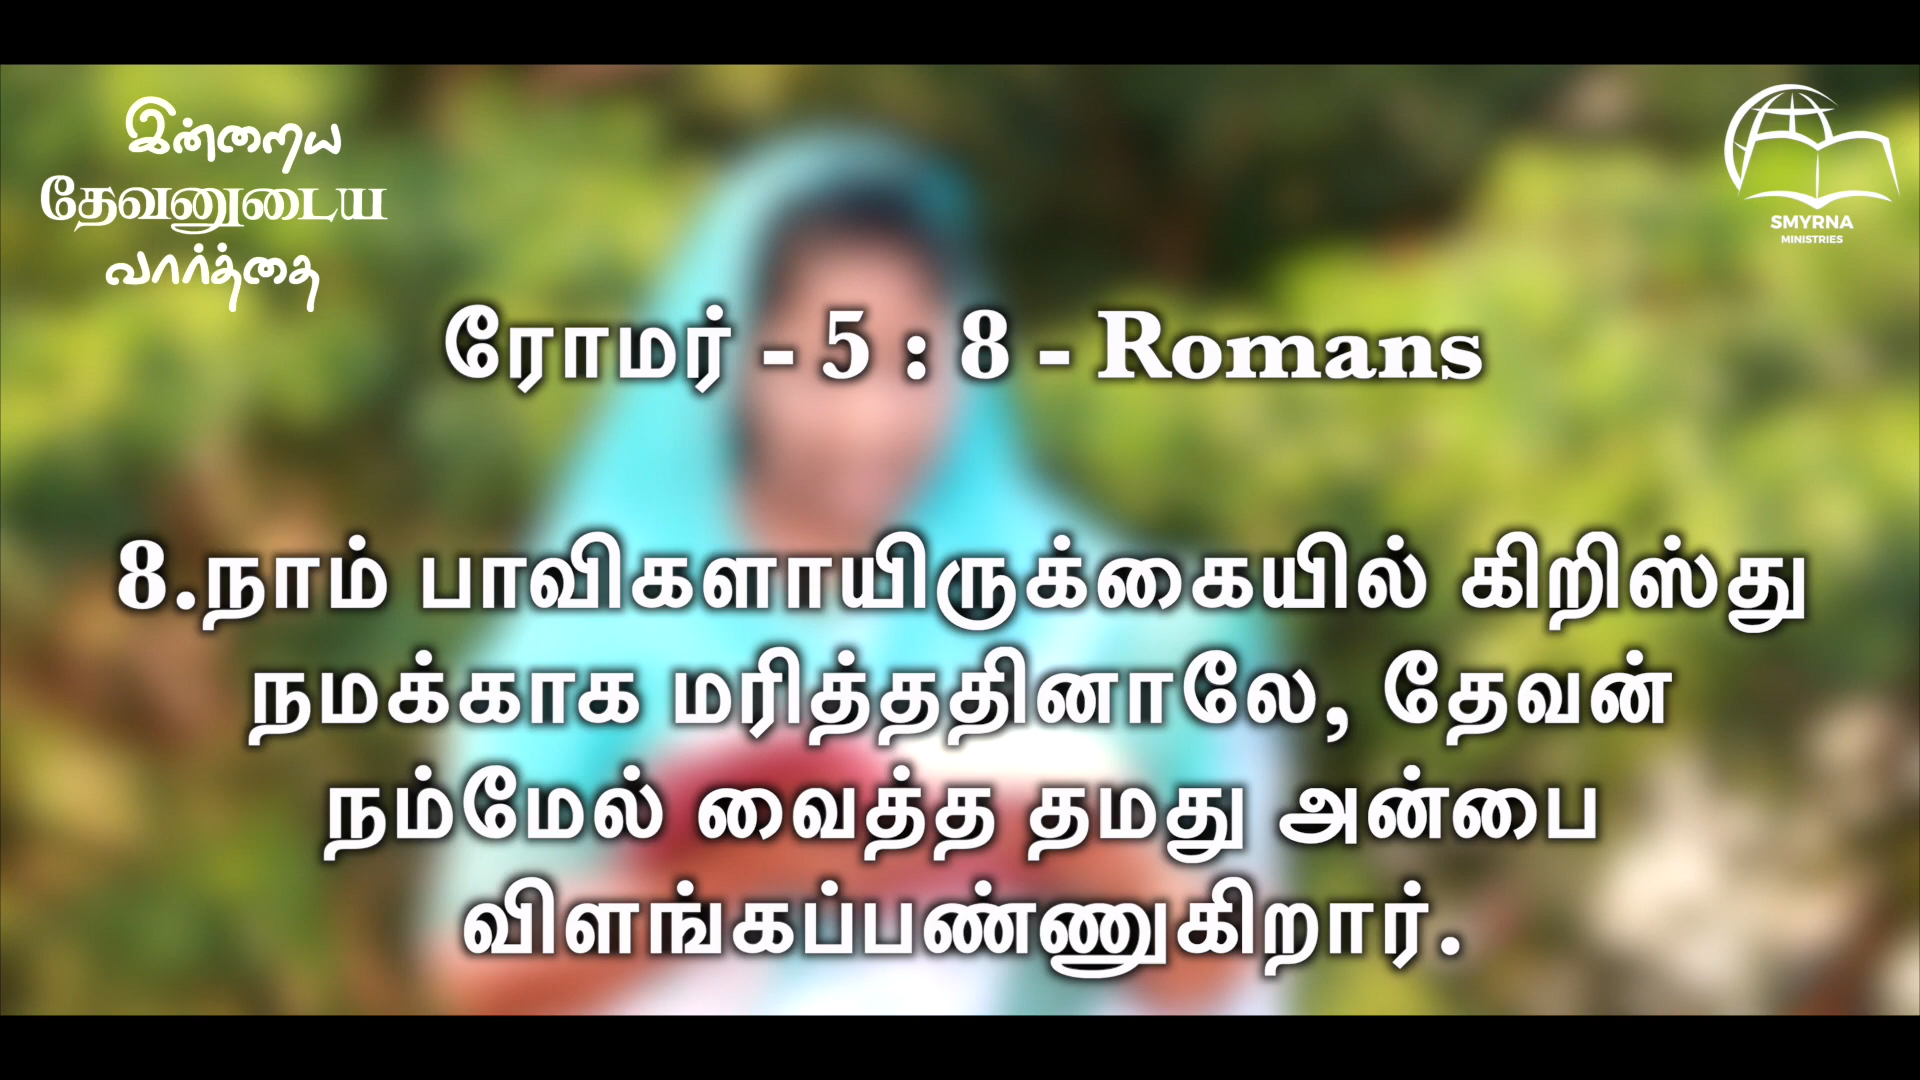 இன்றைய
தேவனுடைய
வார்த்தை
SMYRNA
MINISTRIES
ரோமர் - 5 : 8 - Romans
8.நாம் பாவிகளாயிருக்கையில் கிறிஸ்து
நமக்காக மரித்ததினாலே, தேவன்
நம்மேல் வைத்த தமது அன்பை
விளங்கப்பண்ணுகிறார்.